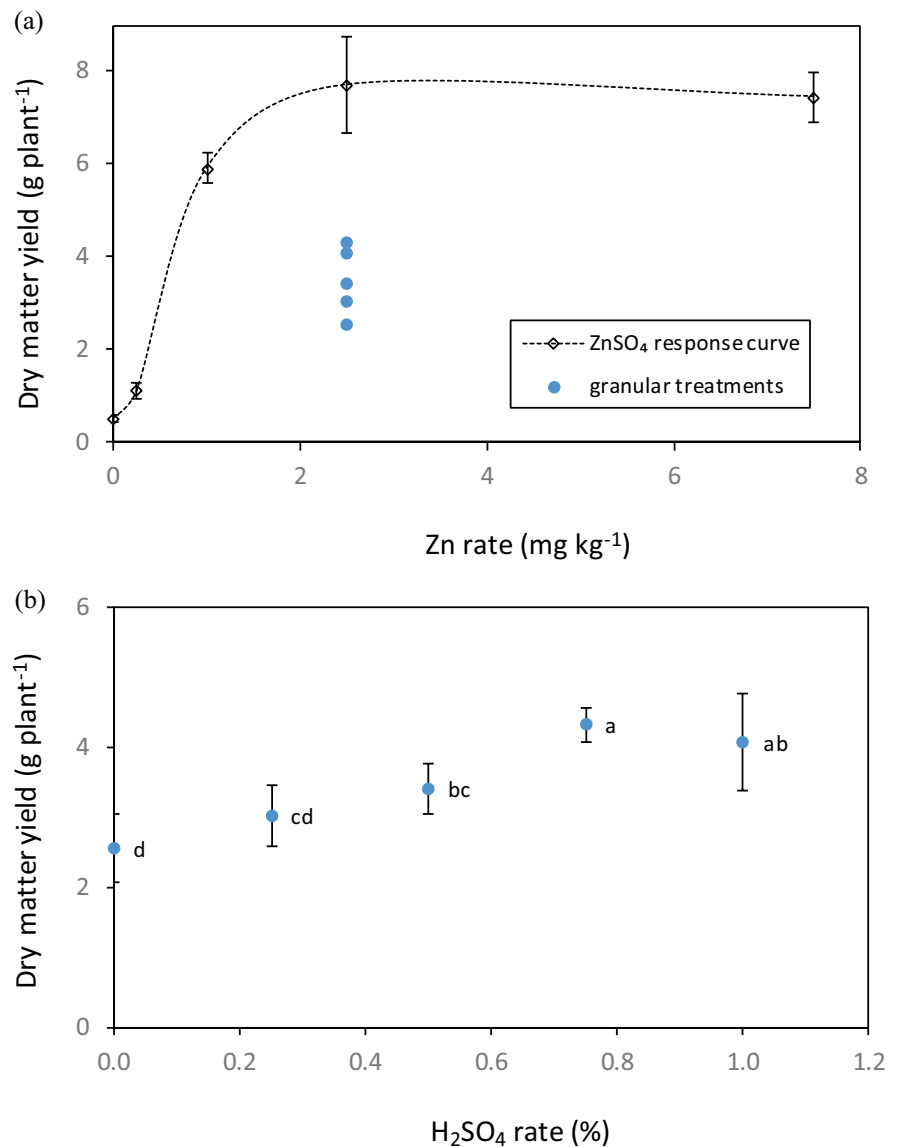 (a)
Dry matter yield (g plant⁻¹)
8
6
4
2
0
ZnSO₄ response curve
granular treatments
0 2 4 6 8
Zn rate (mg kg⁻¹)
(b)
Dry matter yield (g plant⁻¹)
6
4
2
0
d
cd
bc
a
ab
0.0 0.2 0.4 0.6 0.8 1.0 1.2
H₂SO₄ rate (%)